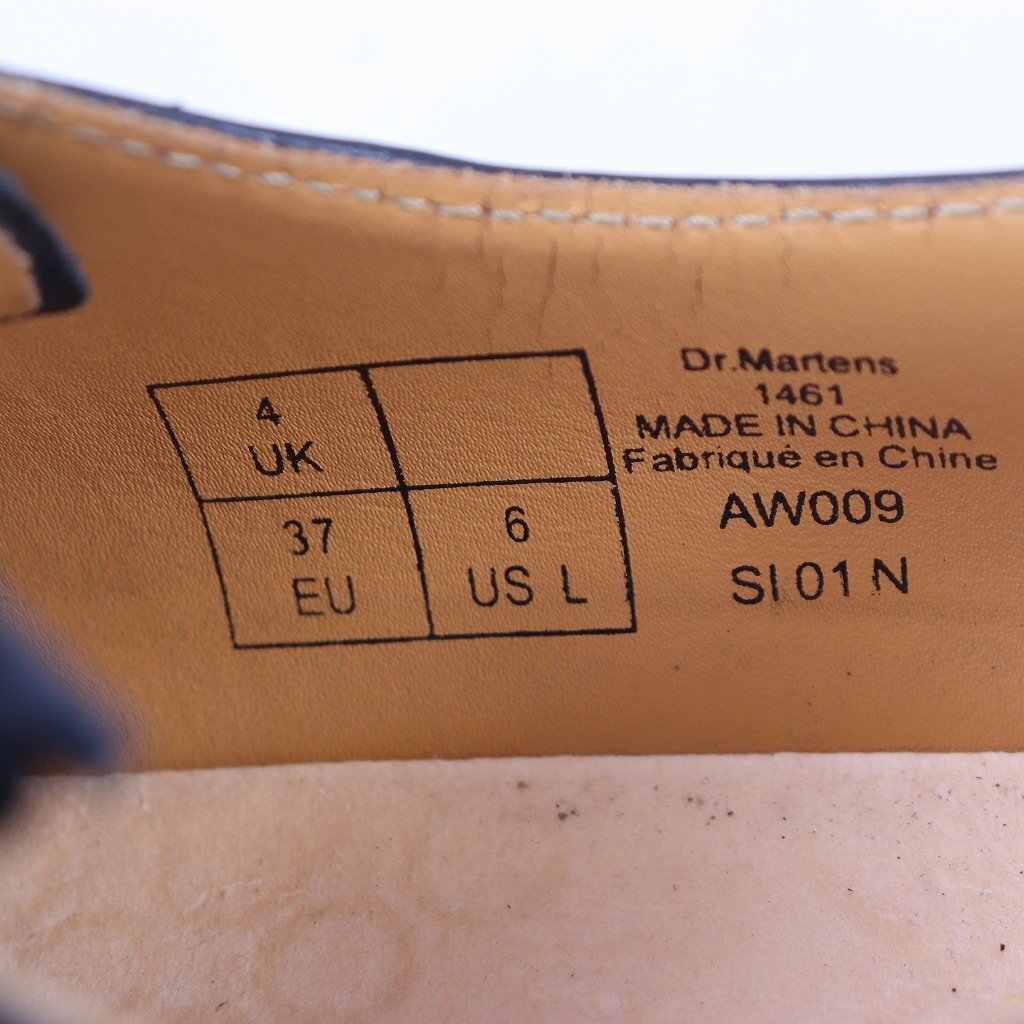 4
UK
37
EU
6
US L
Dr.Martens
1461
MADE IN CHINA
Fabriqué en Chine
AW009
SI 01 N